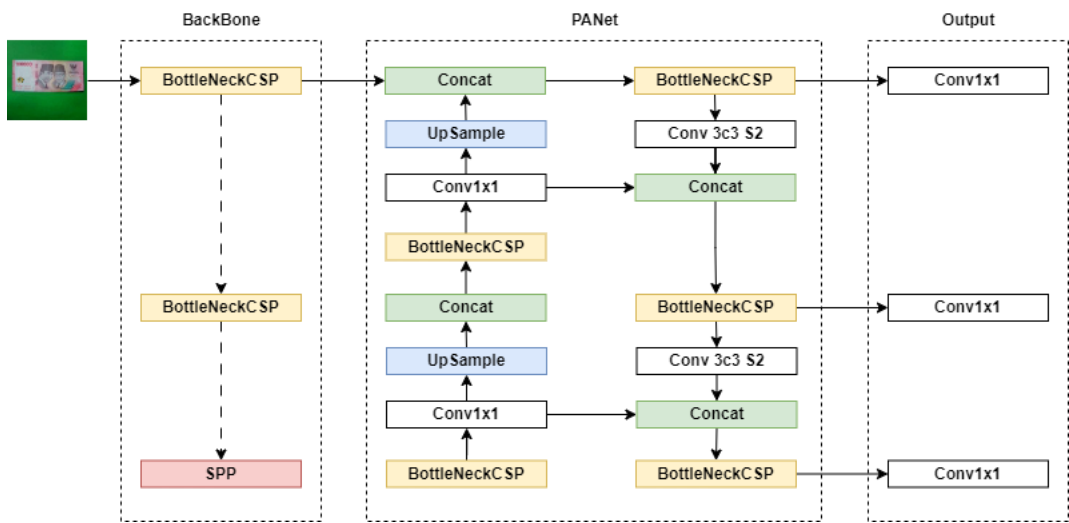 BackBone
PANet
Output
BottleNeckCSP
Concat
BottleNeckCSP
Conv1x1
UpSample
Conv 3c3 S2
Conv1x1
Concat
BottleNeckCSP
BottleNeckCSP
Concat
BottleNeckCSP
Conv1x1
UpSample
Conv 3c3 S2
Conv1x1
Concat
SPP
BottleNeckCSP
BottleNeckCSP
Conv1x1